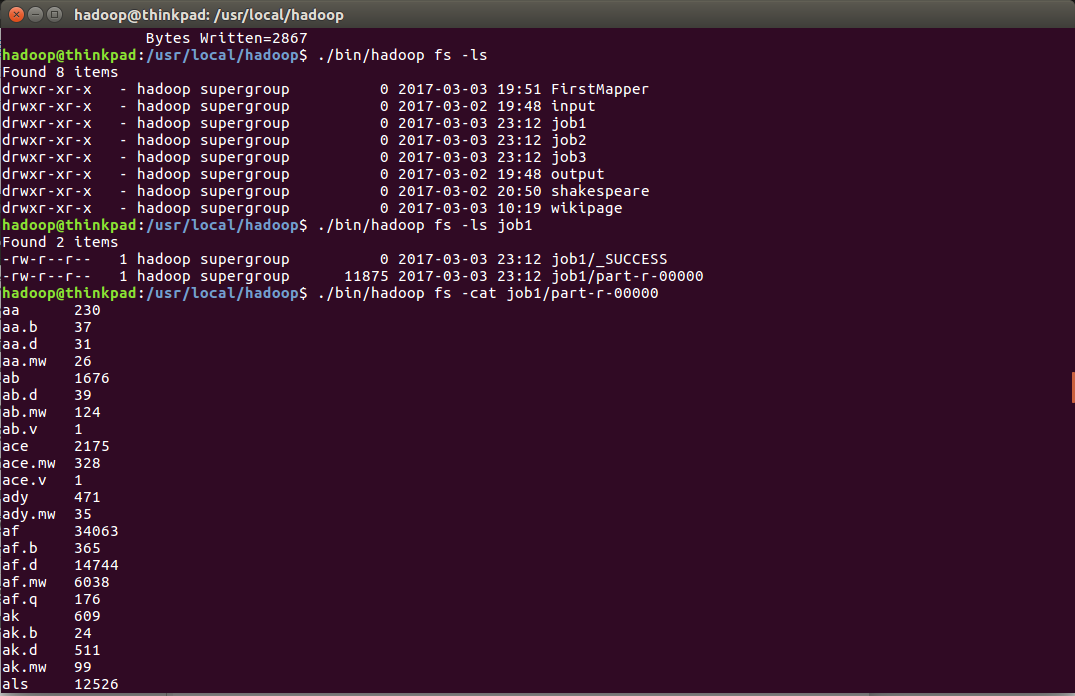 hadoop@thinkpad: /usr/local/hadoop
                Bytes Written=2867
hadoop@thinkpad:/usr/local/hadoop$ ./bin/hadoop fs -ls
Found 8 items
drwxr-xr-x   - hadoop supergroup          0 2017-03-03 19:51 FirstMapper
drwxr-xr-x   - hadoop supergroup          0 2017-03-02 19:48 input
drwxr-xr-x   - hadoop supergroup          0 2017-03-03 23:12 job1
drwxr-xr-x   - hadoop supergroup          0 2017-03-03 23:12 job2
drwxr-xr-x   - hadoop supergroup          0 2017-03-03 23:12 job3
drwxr-xr-x   - hadoop supergroup          0 2017-03-02 19:48 output
drwxr-xr-x   - hadoop supergroup          0 2017-03-02 20:50 shakespeare
drwxr-xr-x   - hadoop supergroup          0 2017-03-03 10:19 wikipage
hadoop@thinkpad:/usr/local/hadoop$ ./bin/hadoop fs -ls job1
Found 2 items
-rw-r--r--   1 hadoop supergroup          0 2017-03-03 23:12 job1/_SUCCESS
-rw-r--r--   1 hadoop supergroup      11875 2017-03-03 23:12 job1/part-r-00000
hadoop@thinkpad:/usr/local/hadoop$ ./bin/hadoop fs -cat job1/part-r-00000
aa      230
aa.b    37
aa.d    31
aa.mw   26
ab      1676
ab.d    39
ab.mw   124
ab.v    1
ace     2175
ace.mw  328
ace.v   1
ady     471
ady.mw  35
af      34063
af.b    365
af.d    14744
af.mw   6038
af.q    176
ak      609
ak.b    24
ak.d    511
ak.mw   99
als     12526